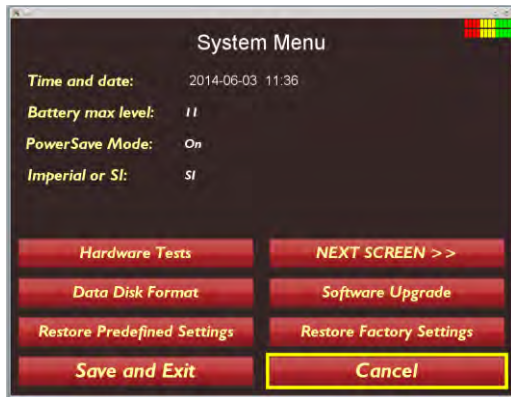 System Menu
Time and date: 2014-06-03 11:36
Battery max level: 11
PowerSave Mode: On
Imperial or SI: SI
Hardware Tests NEXT SCREEN >>
Data Disk Format Software Upgrade
Restore Predefined Settings Restore Factory Settings
Save and Exit Cancel